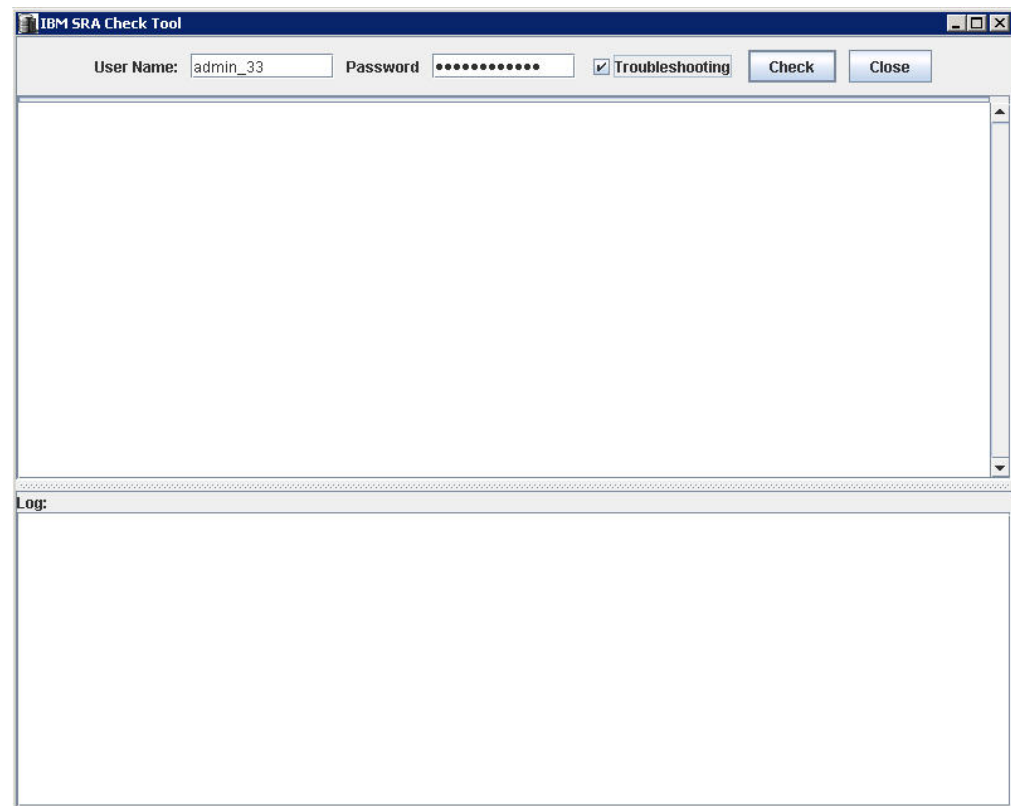 IBM SRA Check Tool
User Name: admin_33 Password •••••••••••• Troubleshooting Check Close
Log: